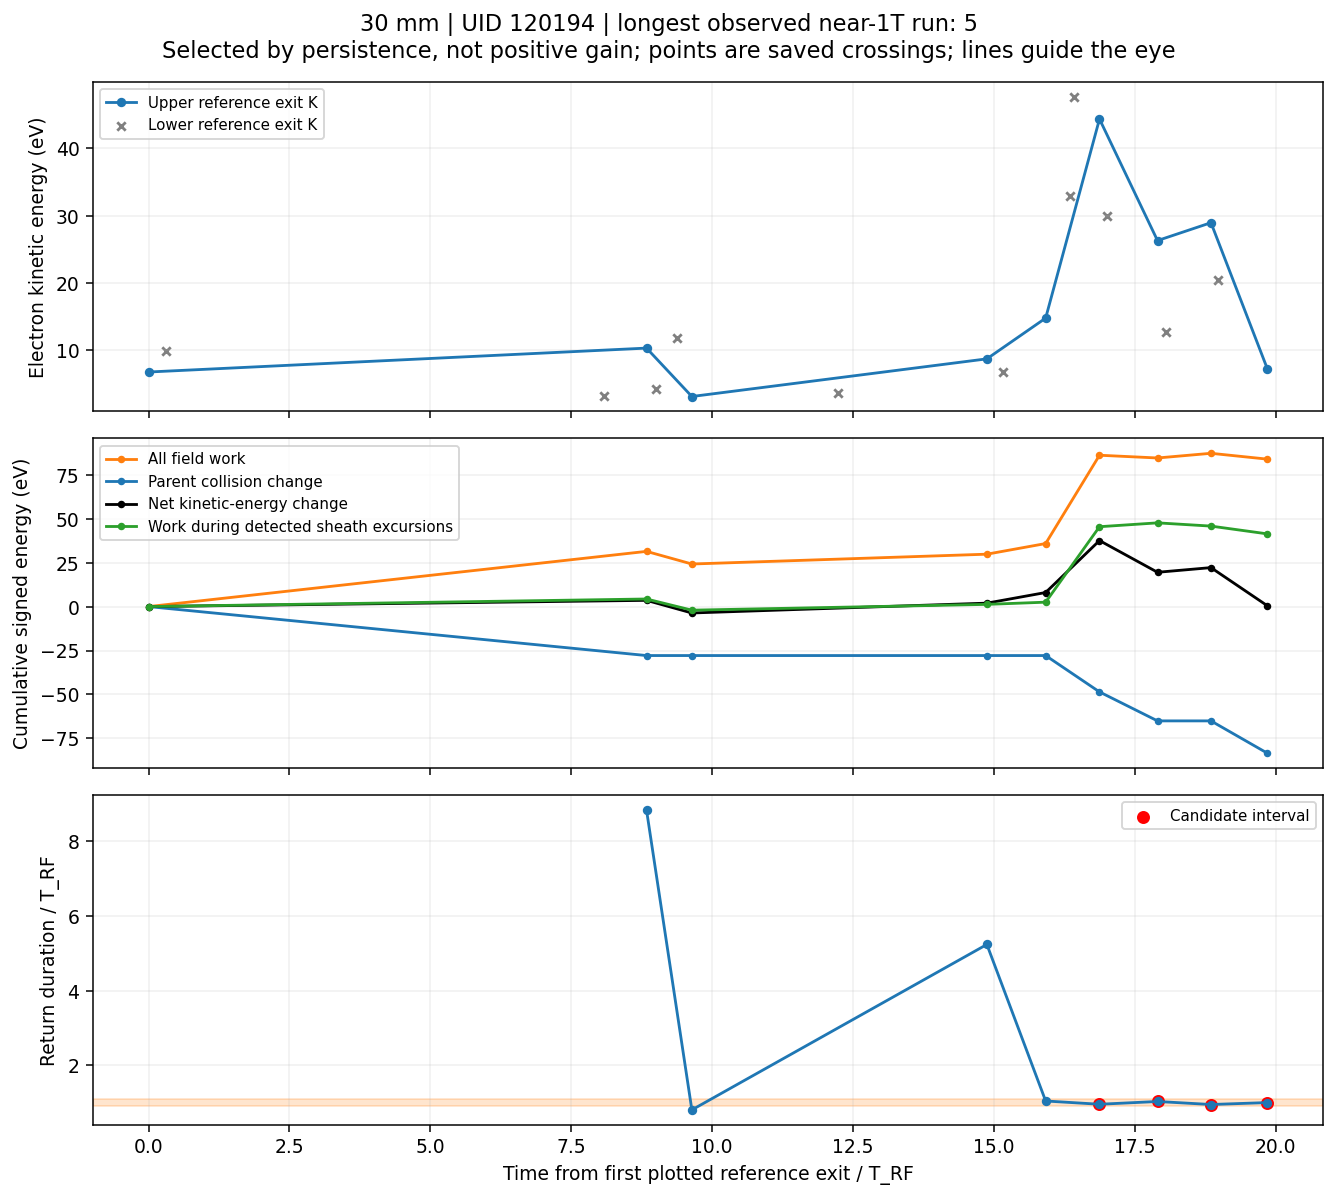 30 mm | UID 120194 | longest observed near-1T run: 5
Selected by persistence, not positive gain; points are saved crossings; lines guide the eye
Electron kinetic energy (eV)
40
30
20
10
Upper reference exit K
Lower reference exit K
Cumulative signed energy (eV)
75
50
25
0
−25
−50
−75
All field work
Parent collision change
Net kinetic-energy change
Work during detected sheath excursions
Return duration / T_RF
8
6
4
2
Candidate interval
0.0 2.5 5.0 7.5 10.0 12.5 15.0 17.5 20.0
Time from first plotted reference exit / T_RF